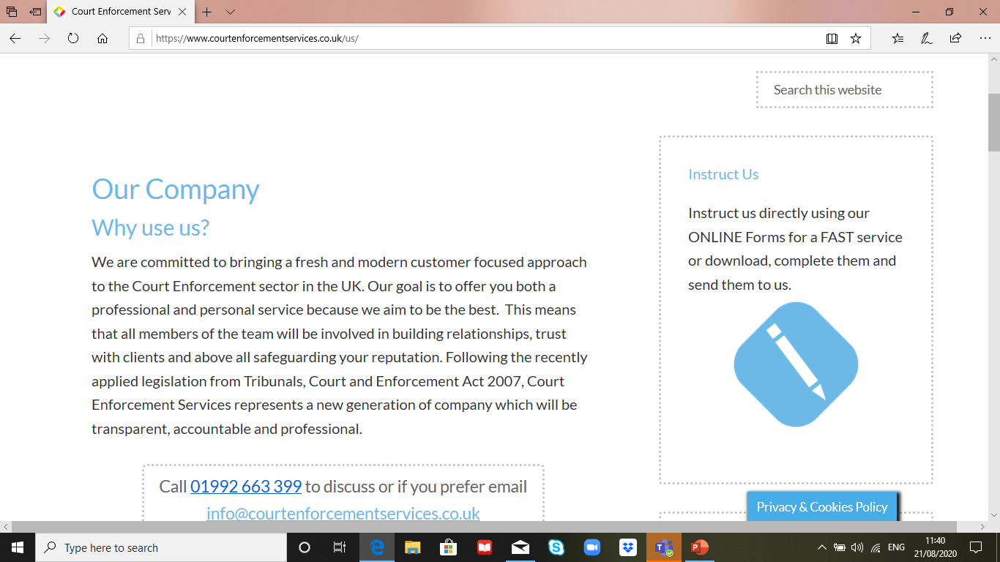 Court Enforcement Serv
https://www.courtenforcementservices.co.uk/us/
Search this website
Our Company
Why use us?
We are committed to bringing a fresh and modern customer focused approach
to the Court Enforcement sector in the UK. Our goal is to offer you both a
professional and personal service because we aim to be the best.  This means
that all members of the team will be involved in building relationships, trust
with clients and above all safeguarding your reputation. Following the recently
applied legislation from Tribunals, Court and Enforcement Act 2007, Court
Enforcement Services represents a new generation of company which will be
transparent, accountable and professional.
Call 01992 663 399 to discuss or if you prefer email
info@courtenforcementservices.co.uk
Instruct Us
Instruct us directly using our
ONLINE Forms for a FAST service
or download, complete them and
send them to us.
Privacy & Cookies Policy
Type here to search
ENG
11:40
21/08/2020